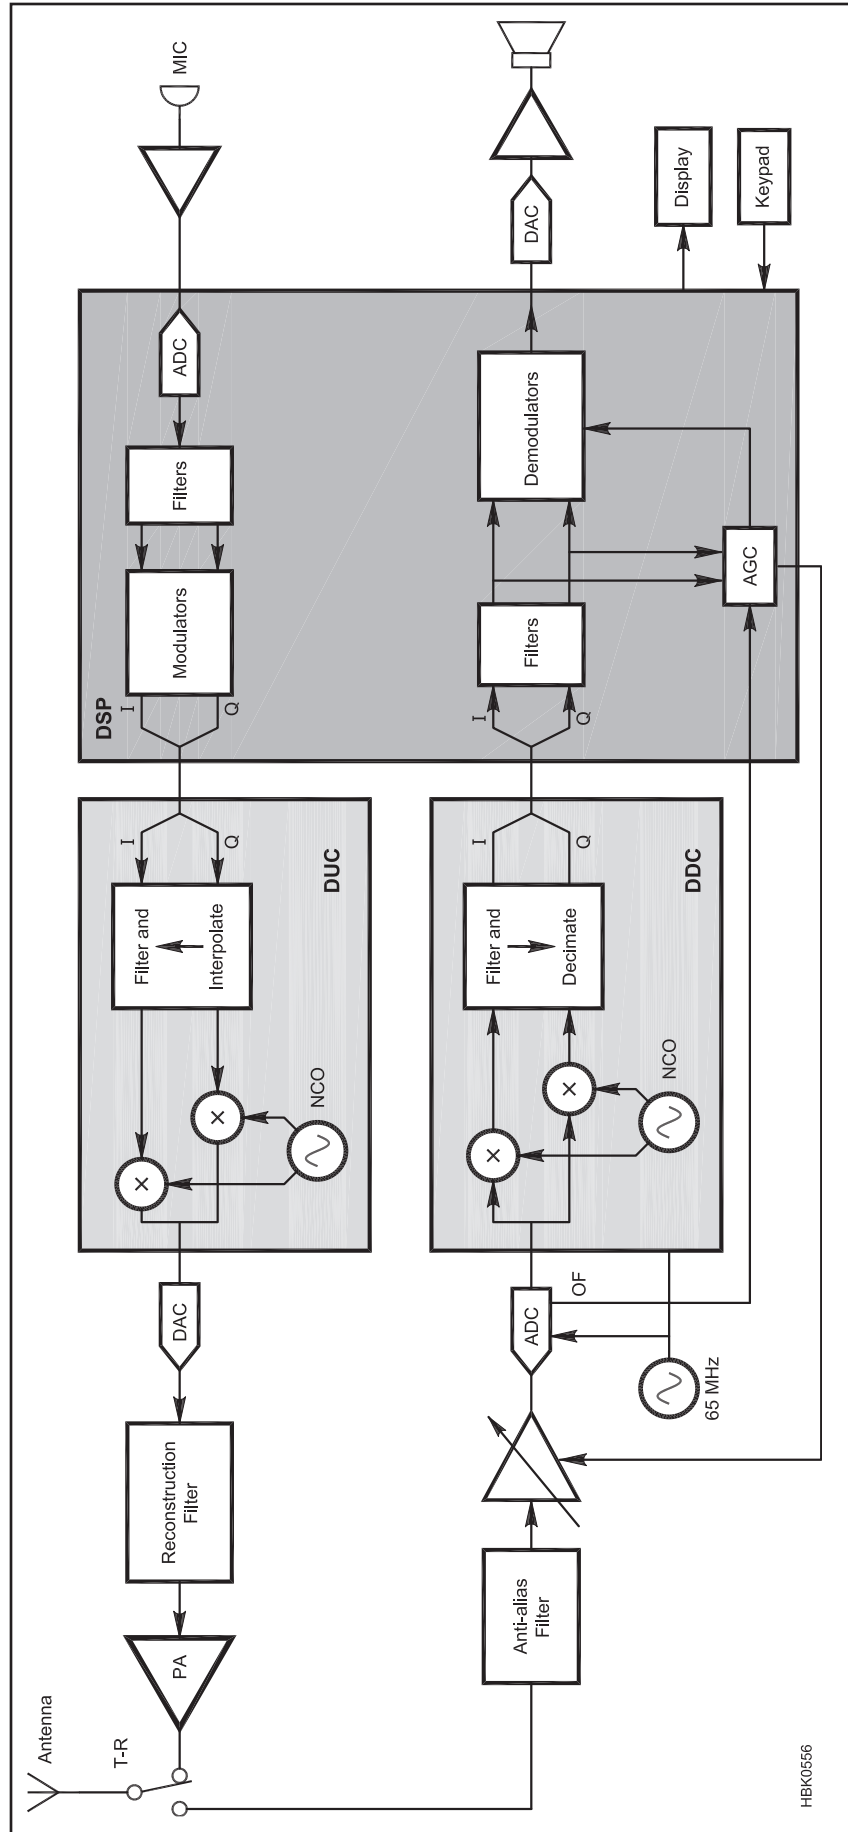 Antenna
T-R
PA
Reconstruction
Filter
DAC
×
×
NCO
Filter and
Interpolate
I
Q
DUC
DSP
I
Q
Modulators
Filters
ADC
MIC
Anti-alias
Filter
ADC
OF
65 MHz
×
×
NCO
Filter and
Decimate
I
Q
DDC
I
Q
Filters
Demodulators
AGC
DAC
Display
Keypad
HBK0556